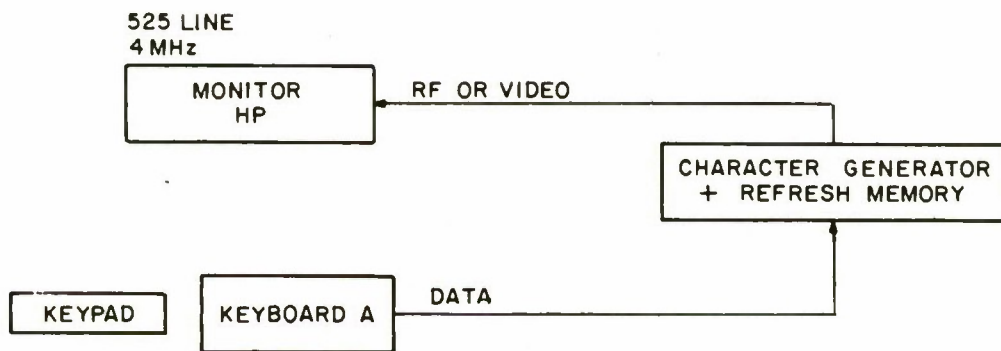 525 LINE
4 MHz
MONITOR
HP
RF OR VIDEO
CHARACTER GENERATOR
+ REFRESH MEMORY
KEYPAD
KEYBOARD A
DATA